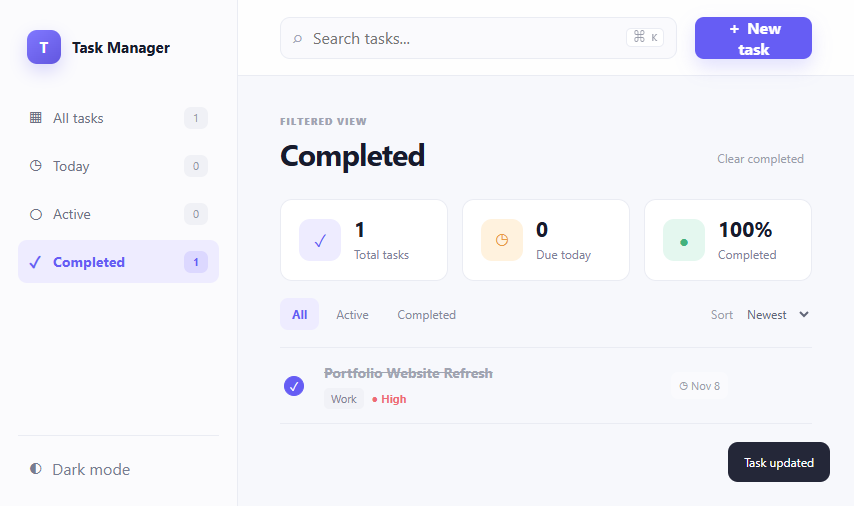 T Task Manager
Search tasks...
⌘ K
+ New
task
All tasks 1
Today 0
Active 0
Completed 1
Dark mode
FILTERED VIEW
Completed
Clear completed
1
Total tasks
0
Due today
100%
Completed
All Active Completed
Sort Newest
Portfolio Website Refresh
Work High
Nov 8
Task updated